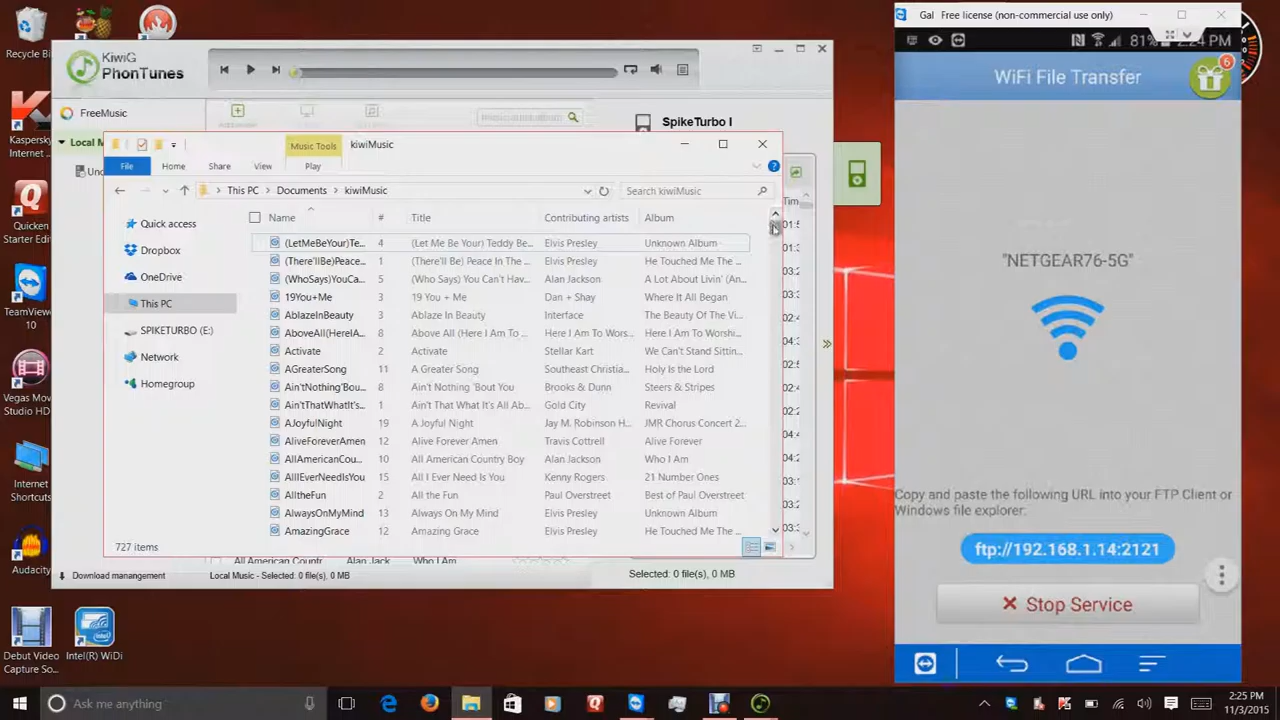 Recycle Bin
Kaspersky
Internet ...
Quicken
Starter Edi...
TeamViewer
10
Vegas Mov...
Studio HD...
Internet
Shortcuts
Audacity
Debut Video
Capture So...
Intel(R) WiDi
KiwiG
PhonTunes
FreeMusic
Local M
SpikeTurbo I
Music Tools
kiwiMusic
File
Home
Share
View
Play
This PC
Documents
kiwiMusic
Search kiwiMusic
Quick access
Dropbox
OneDrive
This PC
SPIKETURBO (E:)
Network
Homegroup
Name # Title Contributing artists Album
(LetMeBeYour)Te... 4 (Let Me Be Your) Teddy Be... Elvis Presley Unknown Album
(There'llBe)Peace... 1 (There'll Be) Peace In The ... Elvis Presley He Touched Me The ...
(WhoSays)YouCa... 5 (Who Says) You Can't Hav... Alan Jackson A Lot About Livin' (An...
19You+Me 3 19 You + Me Dan + Shay Where It All Began
AblazeInBeauty 3 Ablaze In Beauty Interface The Beauty Of The Vi...
AboveAll(HereIA... 6 Above All (Here I Am To ... Here I Am To Wors... Here I Am To Worshi...
Activate 2 Activate Stellar Kart We Can't Stand Sittin...
AGreaterSong 11 A Greater Song Southeast Christia... Holy Is the Lord
Ain'tNothing'Bou... 8 Ain't Nothing 'Bout You Brooks & Dunn Steers & Stripes
Ain'tThatWhatIt's... 1 Ain't That What It's All Ab... Gold City Revival
AJoyfulNight 19 A Joyful Night Jay M. Robinson H... JMR Chorus Concert 2...
AliveForeverAmen 12 Alive Forever Amen Travis Cottrell Alive Forever
AllAmericanCou... 10 All American Country Boy Alan Jackson Who I Am
AllIEverNeedIsYou 15 All I Ever Need Is You Kenny Rogers 21 Number Ones
AlltheFun 2 All the Fun Paul Overstreet Best of Paul Overstreet
AlwaysOnMyMind 13 Always On My Mind Elvis Presley Unknown Album
AmazingGrace 12 Amazing Grace Elvis Presley He Touched Me The ...
727 items
Download manangement
Local Music - Selected: 0 file(s), 0 MB
Selected: 0 file(s), 0 MB
Gal Free license (non-commercial use only)
81% 2:24 PM
WiFi File Transfer
6
"NETGEAR76-5G"
Copy and paste the following URL into your FTP Client or
Windows file explorer:
ftp://192.168.1.14:2121
Stop Service
Ask me anything
2:25 PM
11/3/2015